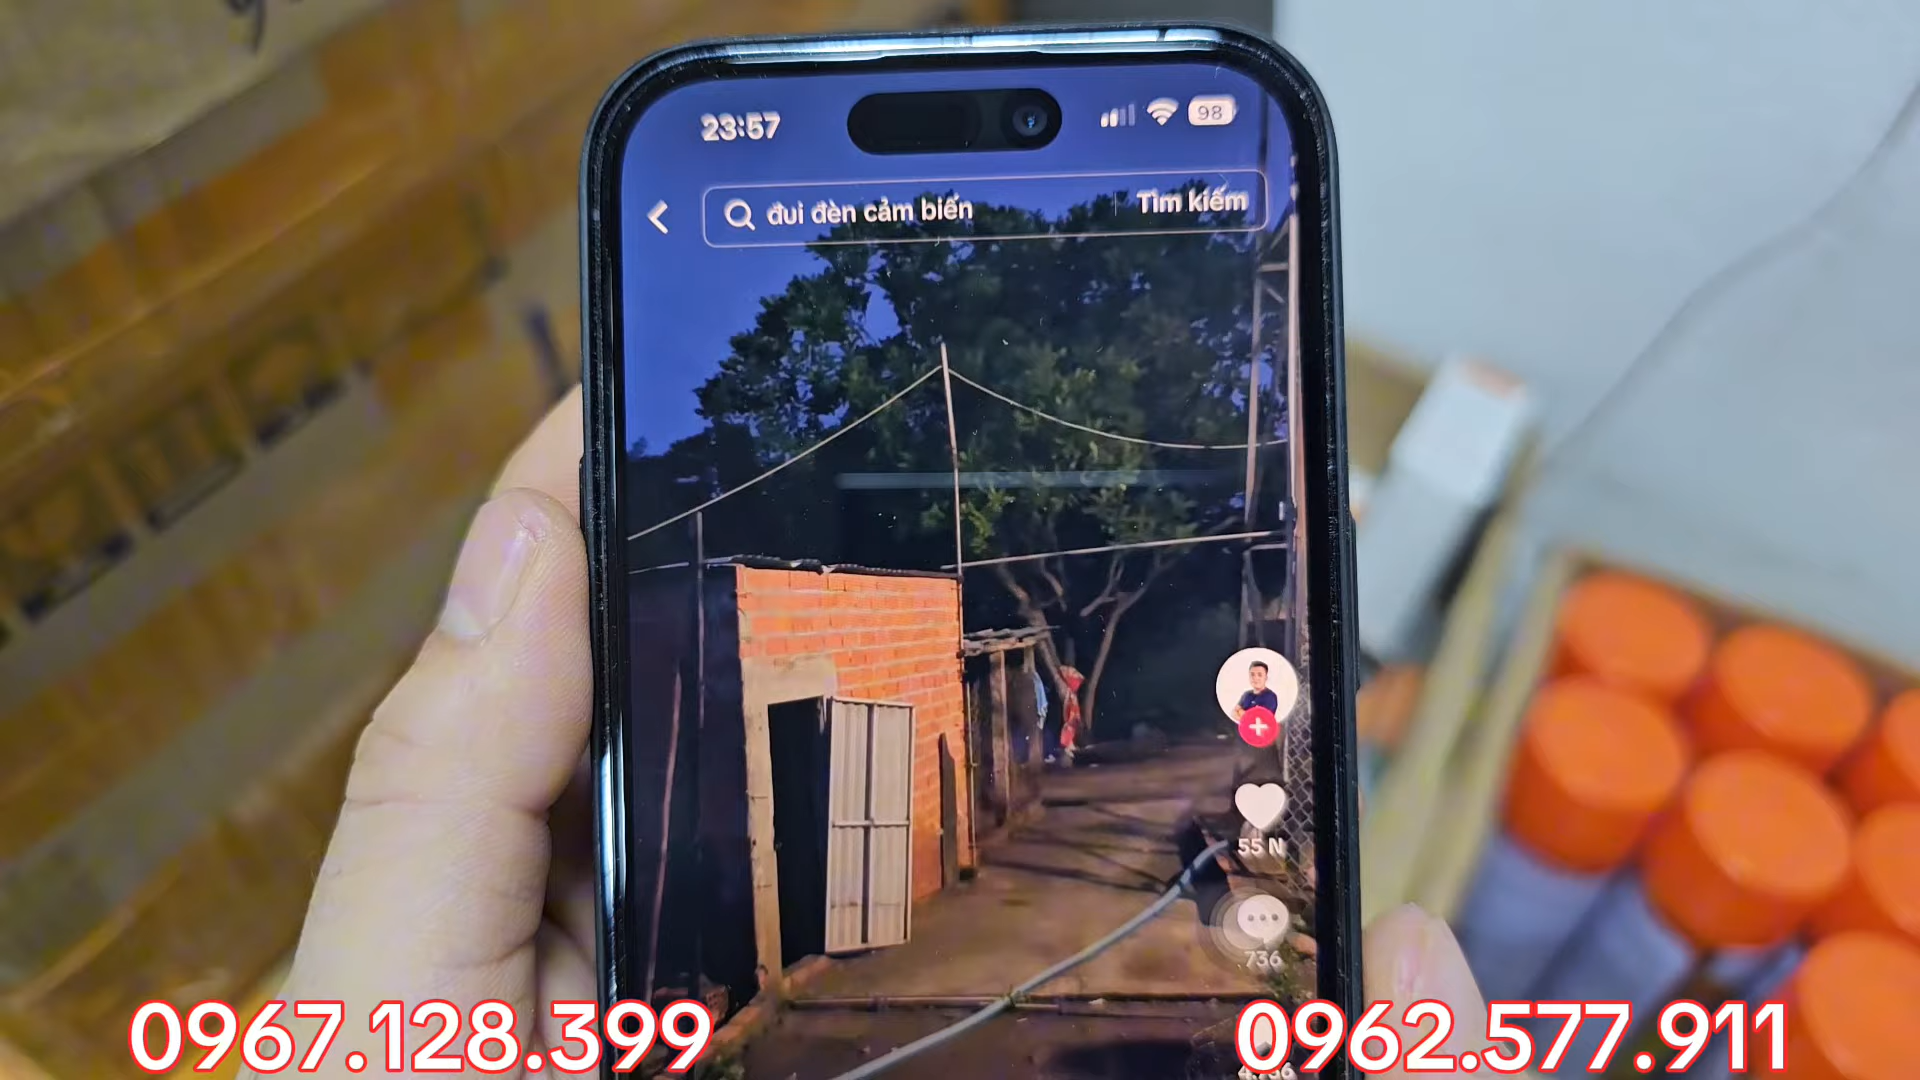 23:57
98
đui đèn cảm biến
Tìm kiếm
55 N
736
0967.128.399
0962.577.911